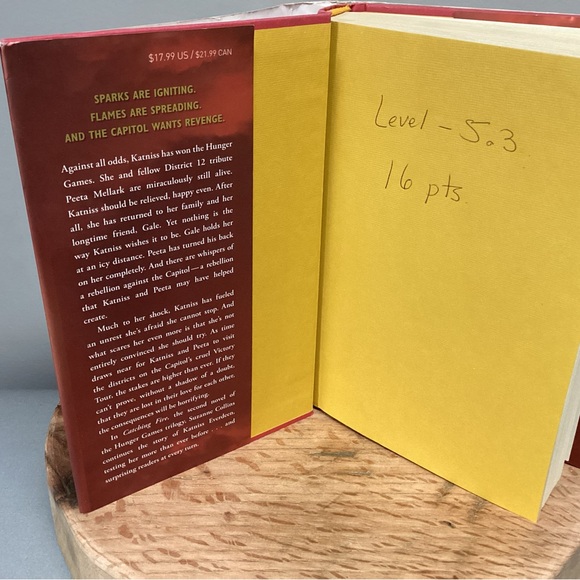 $17.99 US / $21.99 CAN
SPARKS ARE IGNITING.
FLAMES ARE SPREADING.
AND THE CAPITOL WANTS REVENGE.
Against all odds, Katniss has won the Hunger
Games. She and fellow District 12 tribute
Peeta Mellark are miraculously still alive.
Katniss should be relieved, happy even. After
all, she has returned to her family and her
longtime friend, Gale. Yet nothing is the
way Katniss wishes it to be. Gale holds her
at an icy distance. Peeta has turned his back
on her completely. And there are whispers of
a rebellion against the Capitol—a rebellion
that Katniss and Peeta may have helped
create.
Much to her shock, Katniss has fueled
an unrest she's afraid she cannot stop. And
what scares her even more is that she's not
entirely convinced she should try. As time
draws near for Katniss and Peeta to visit
the districts on the Capitol's cruel Victory
Tour, the stakes are higher than ever. If they
can't prove, without a shadow of a doubt,
that they are lost in their love for each other,
the consequences will be horrifying.
In Catching Fire, the second novel of
the Hunger Games trilogy, Suzanne Collins
continues the story of Katniss Everdeen,
testing her more than ever before . . . and
surprising readers at every turn.
Level - 5.3
16 pts.